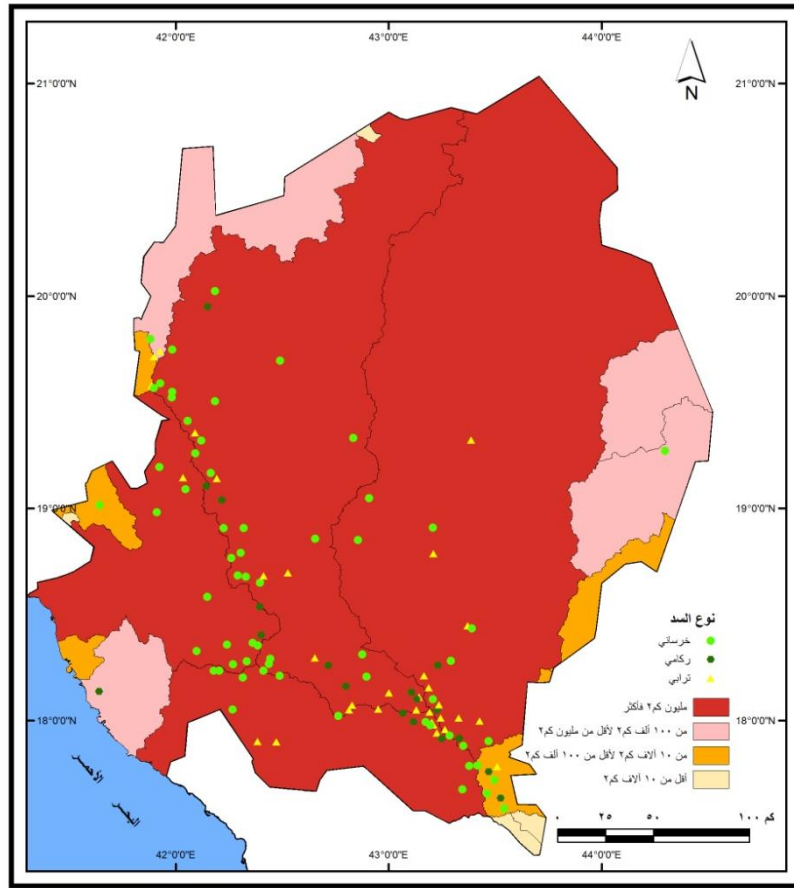 42°0'0"E 43°0'0"E 44°0'0"E
21°0'0"N 21°0'0"N
N
20°0'0"N 20°0'0"N
19°0'0"N 19°0'0"N
18°0'0"N 18°0'0"N
نوع السد
خرساني
ركامي
ترابي
مليون كم٢ فأكثر
من ١٠٠ ألف كم٢ لأقل من مليون كم٢
من ١٠ ألاف كم٢ لأقل من ١٠٠ ألف كم٢
أقل من ١٠ ألاف كم٢
٠ ٢٥ ٥٠ ١٠٠ كم
البحر
الأحمر
42°0'0"E 43°0'0"E 44°0'0"E